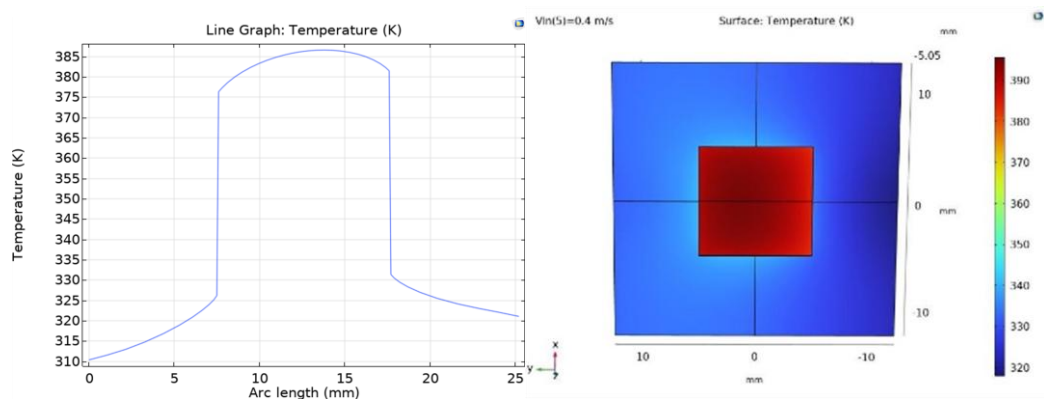 Line Graph: Temperature (K)
Temperature (K)
385
380
375
370
365
360
355
350
345
340
335
330
325
320
315
310
0 5 10 15 20 25
Arc length (mm)
Vin(5)=0.4 m/s Surface: Temperature (K)
mm
-5.05
10
0
mm
-10
10 0 -10
mm
x
y
z
390
380
370
360
350
340
330
320